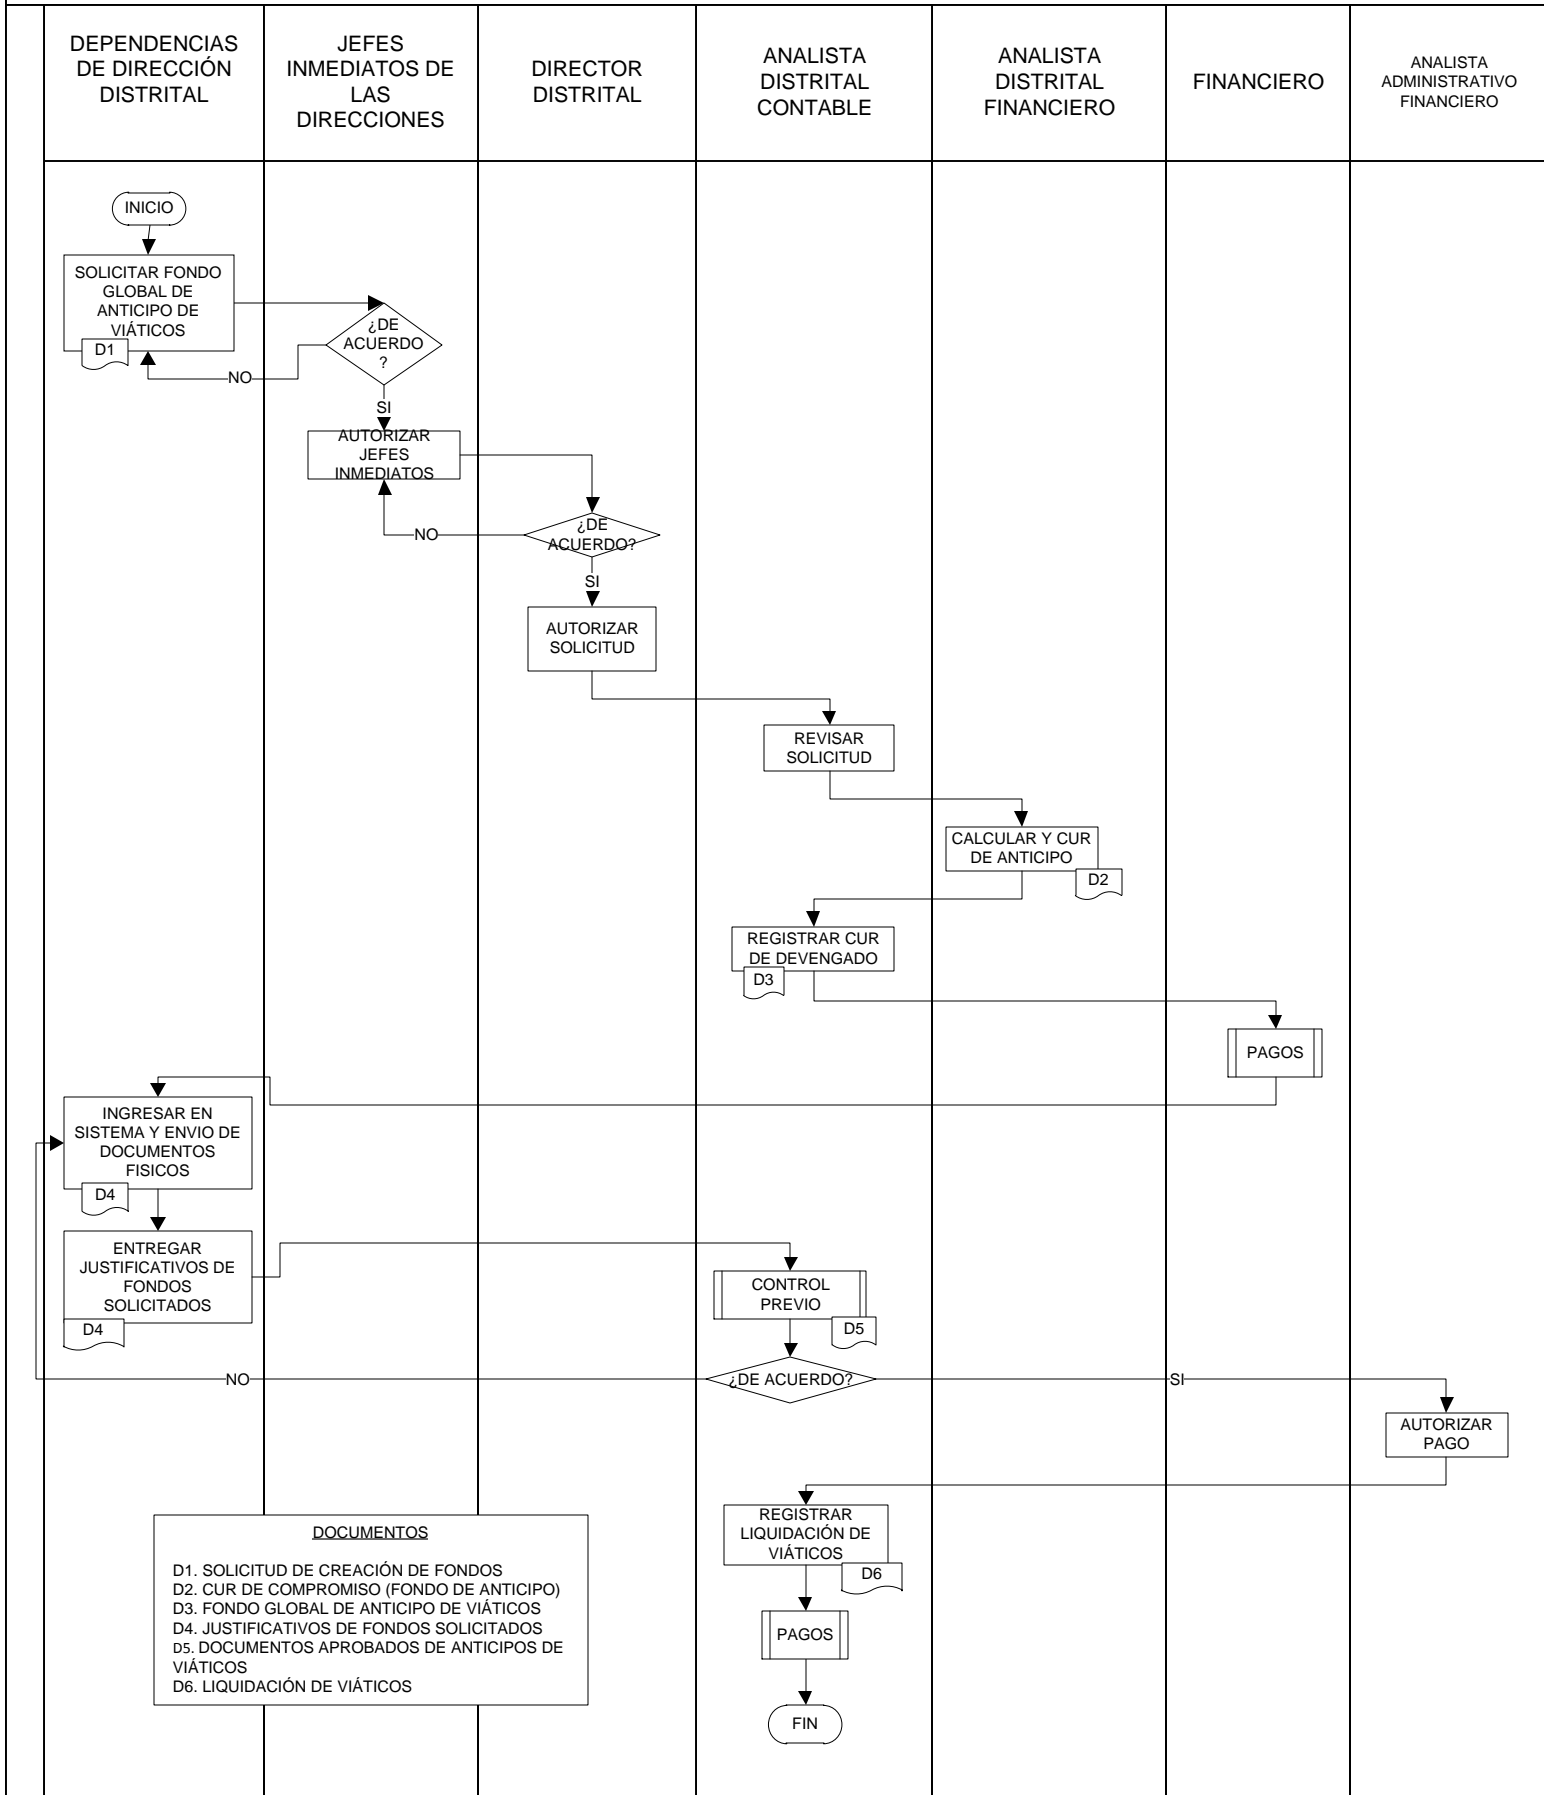 DEPENDENCIAS
DE DIRECCIÓN
DISTRITAL
JEFES
INMEDIATOS DE
LAS
DIRECCIONES
DIRECTOR
DISTRITAL
ANALISTA
DISTRITAL
CONTABLE
ANALISTA
DISTRITAL
FINANCIERO
FINANCIERO
ANALISTA
ADMINISTRATIVO
FINANCIERO
INICIO
SOLICITAR FONDO
GLOBAL DE
ANTICIPO DE
VIÁTICOS
D1
¿DE
ACUERDO
?
NO
SI
AUTORIZAR
JEFES
INMEDIATOS
¿DE
ACUERDO?
NO
SI
AUTORIZAR
SOLICITUD
REVISAR
SOLICITUD
CALCULAR Y CUR
DE ANTICIPO
D2
REGISTRAR CUR
DE DEVENGADO
D3
PAGOS
INGRESAR EN
SISTEMA Y ENVIO DE
DOCUMENTOS
FISICOS
D4
ENTREGAR
JUSTIFICATIVOS DE
FONDOS
SOLICITADOS
D4
CONTROL
PREVIO
D5
¿DE ACUERDO?
NO
SI
AUTORIZAR
PAGO
REGISTRAR
LIQUIDACIÓN DE
VIÁTICOS
D6
PAGOS
FIN
DOCUMENTOS
D1. SOLICITUD DE CREACIÓN DE FONDOS
D2. CUR DE COMPROMISO (FONDO DE ANTICIPO)
D3. FONDO GLOBAL DE ANTICIPO DE VIÁTICOS
D4. JUSTIFICATIVOS DE FONDOS SOLICITADOS
D5. DOCUMENTOS APROBADOS DE ANTICIPOS DE
VIÁTICOS
D6. LIQUIDACIÓN DE VIÁTICOS